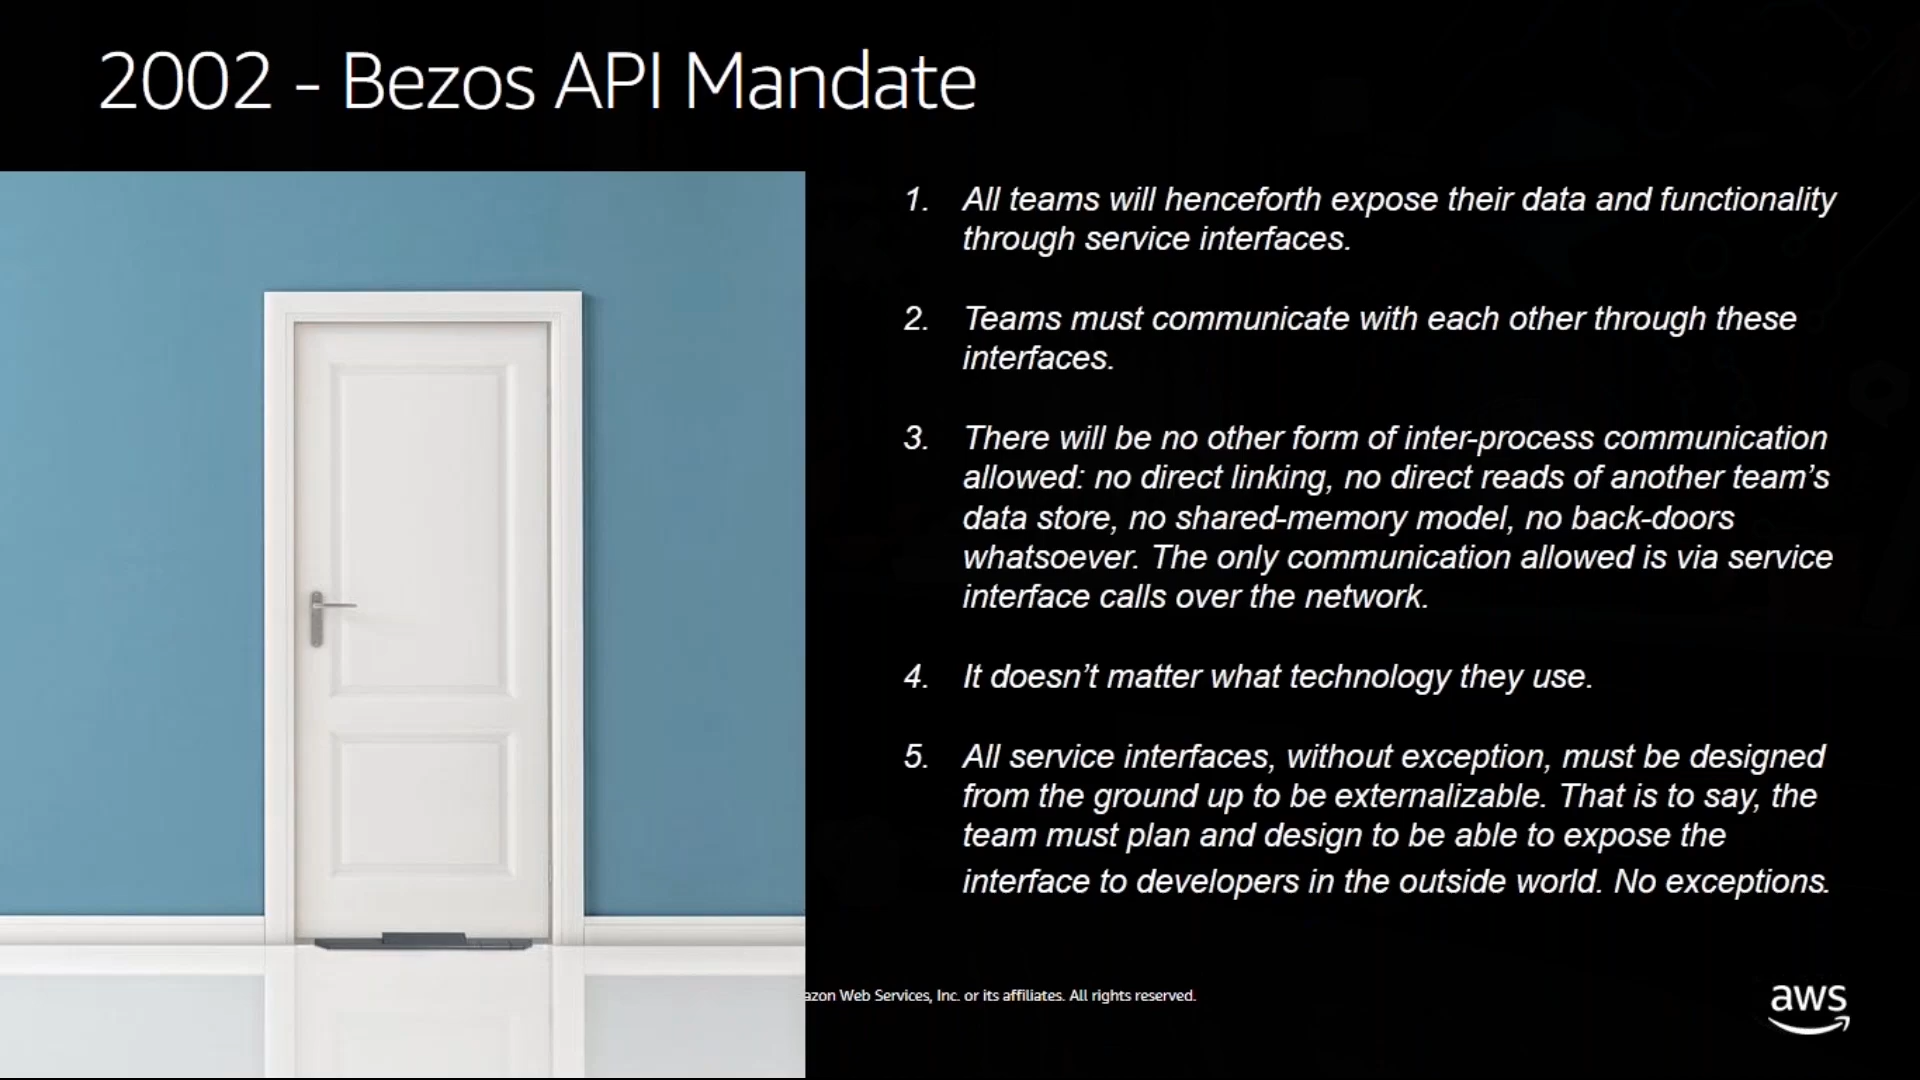 2002 - Bezos API Mandate
1. All teams will henceforth expose their data and functionality
through service interfaces.
2. Teams must communicate with each other through these
interfaces.
3. There will be no other form of inter-process communication
allowed: no direct linking, no direct reads of another team’s
data store, no shared-memory model, no back-doors
whatsoever. The only communication allowed is via service
interface calls over the network.
4. It doesn’t matter what technology they use.
5. All service interfaces, without exception, must be designed
from the ground up to be externalizable. That is to say, the
team must plan and design to be able to expose the
interface to developers in the outside world. No exceptions.
azon Web Services, Inc. or its affiliates. All rights reserved.
aws